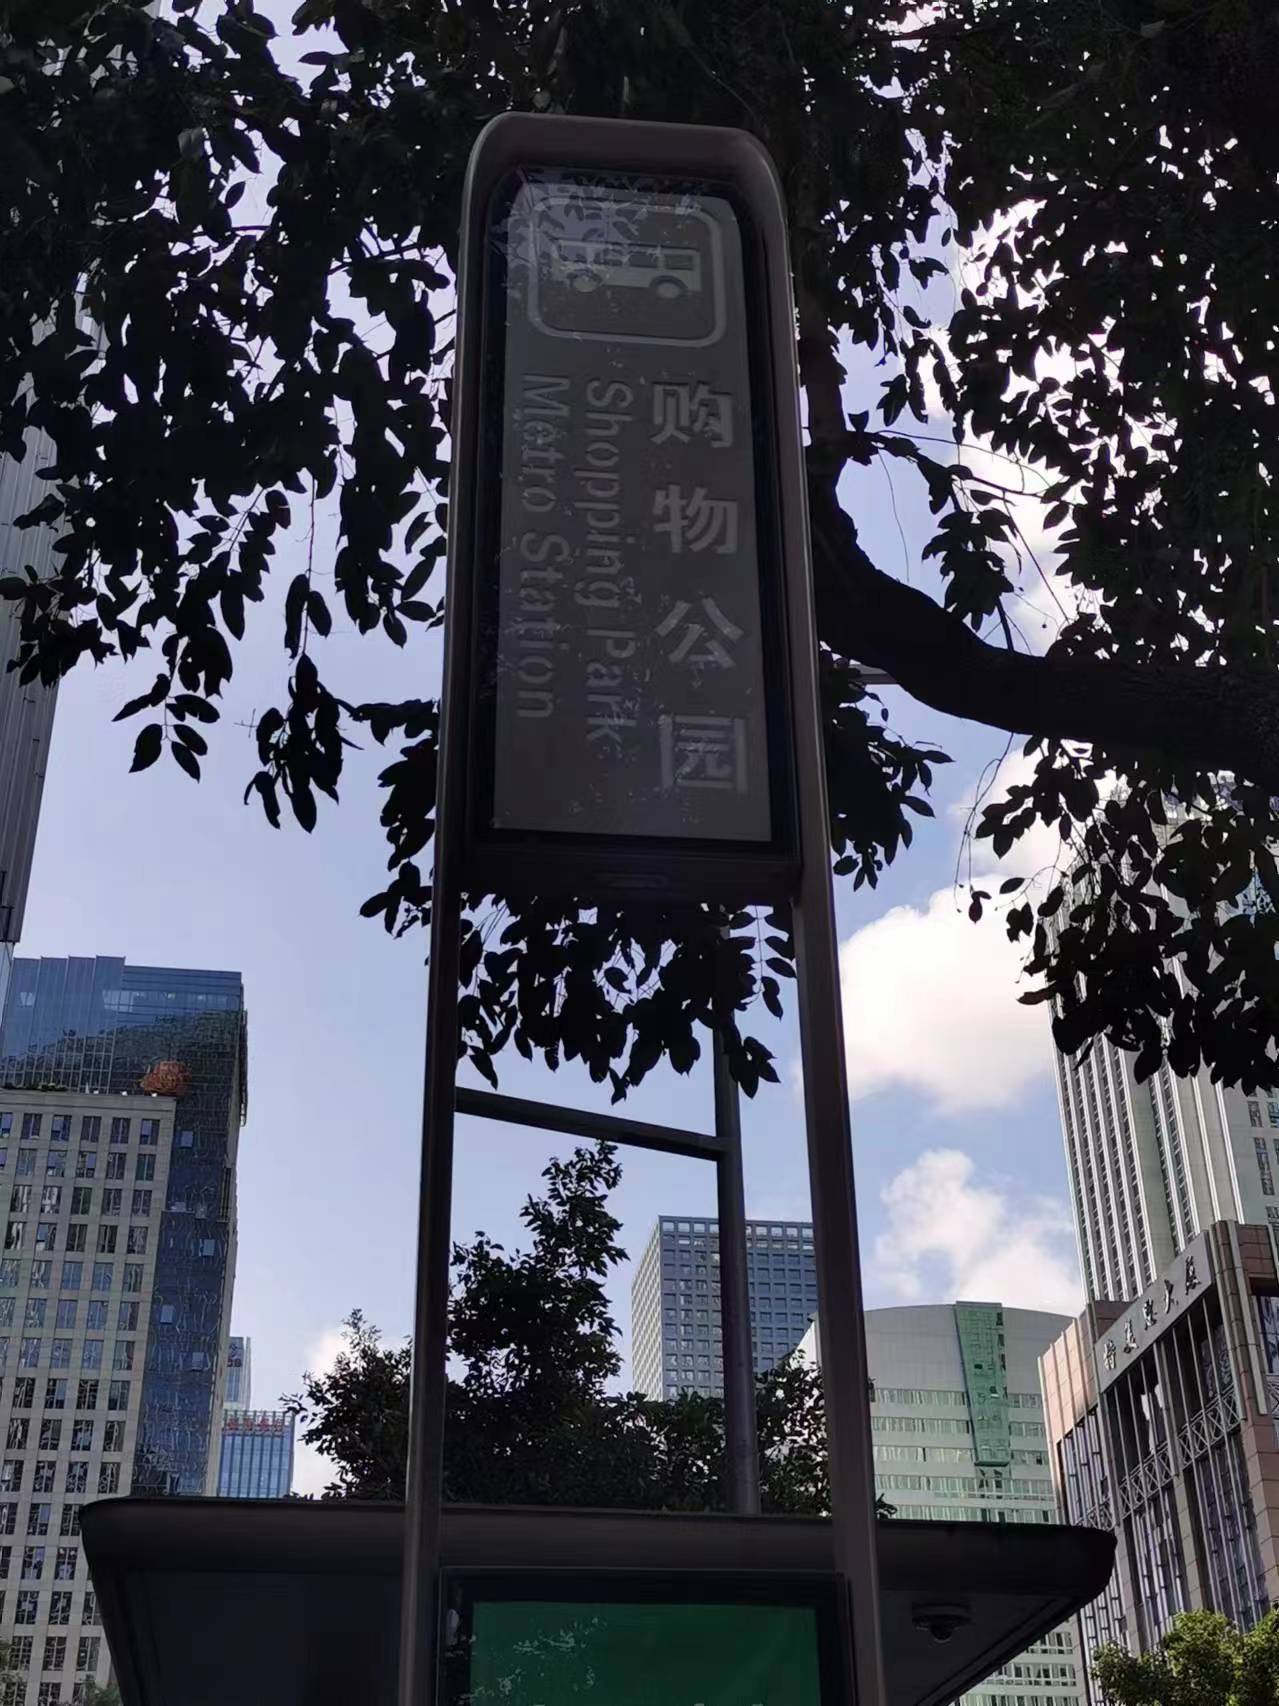 购物公园
Shopping Park
Metro Station